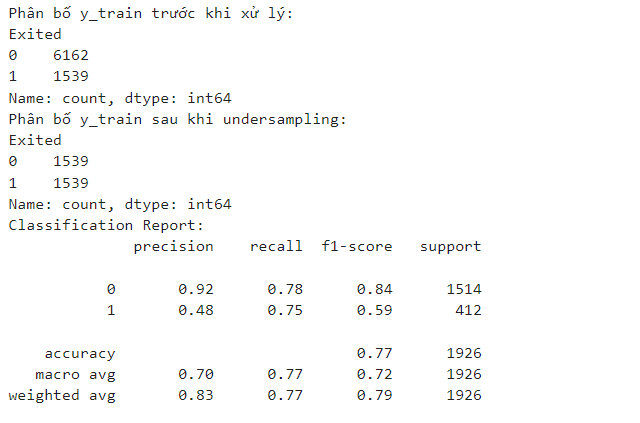 Phân bố y_train trước khi xử lý:
Exited
0    6162
1    1539
Name: count, dtype: int64
Phân bố y_train sau khi undersampling:
Exited
0    1539
1    1539
Name: count, dtype: int64
Classification Report:
              precision    recall  f1-score   support

           0       0.92      0.78      0.84      1514
           1       0.48      0.75      0.59       412

    accuracy                           0.77      1926
   macro avg       0.70      0.77      0.72      1926
weighted avg       0.83      0.77      0.79      1926